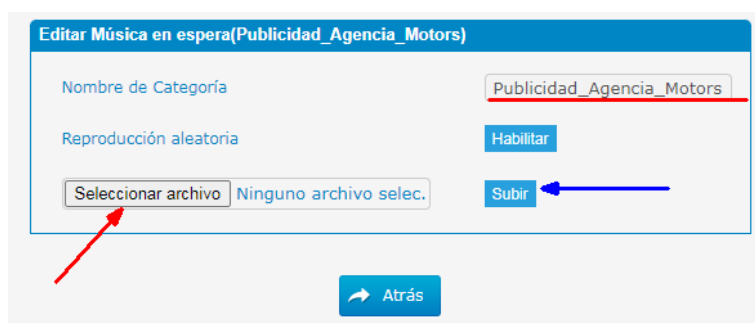 Editar Música en espera(Publicidad_Agencia_Motors)
Nombre de Categoría Publicidad_Agencia_Motors
Reproducción aleatoria Habilitar
Seleccionar archivo Ninguno archivo selec. Subir
Atrás